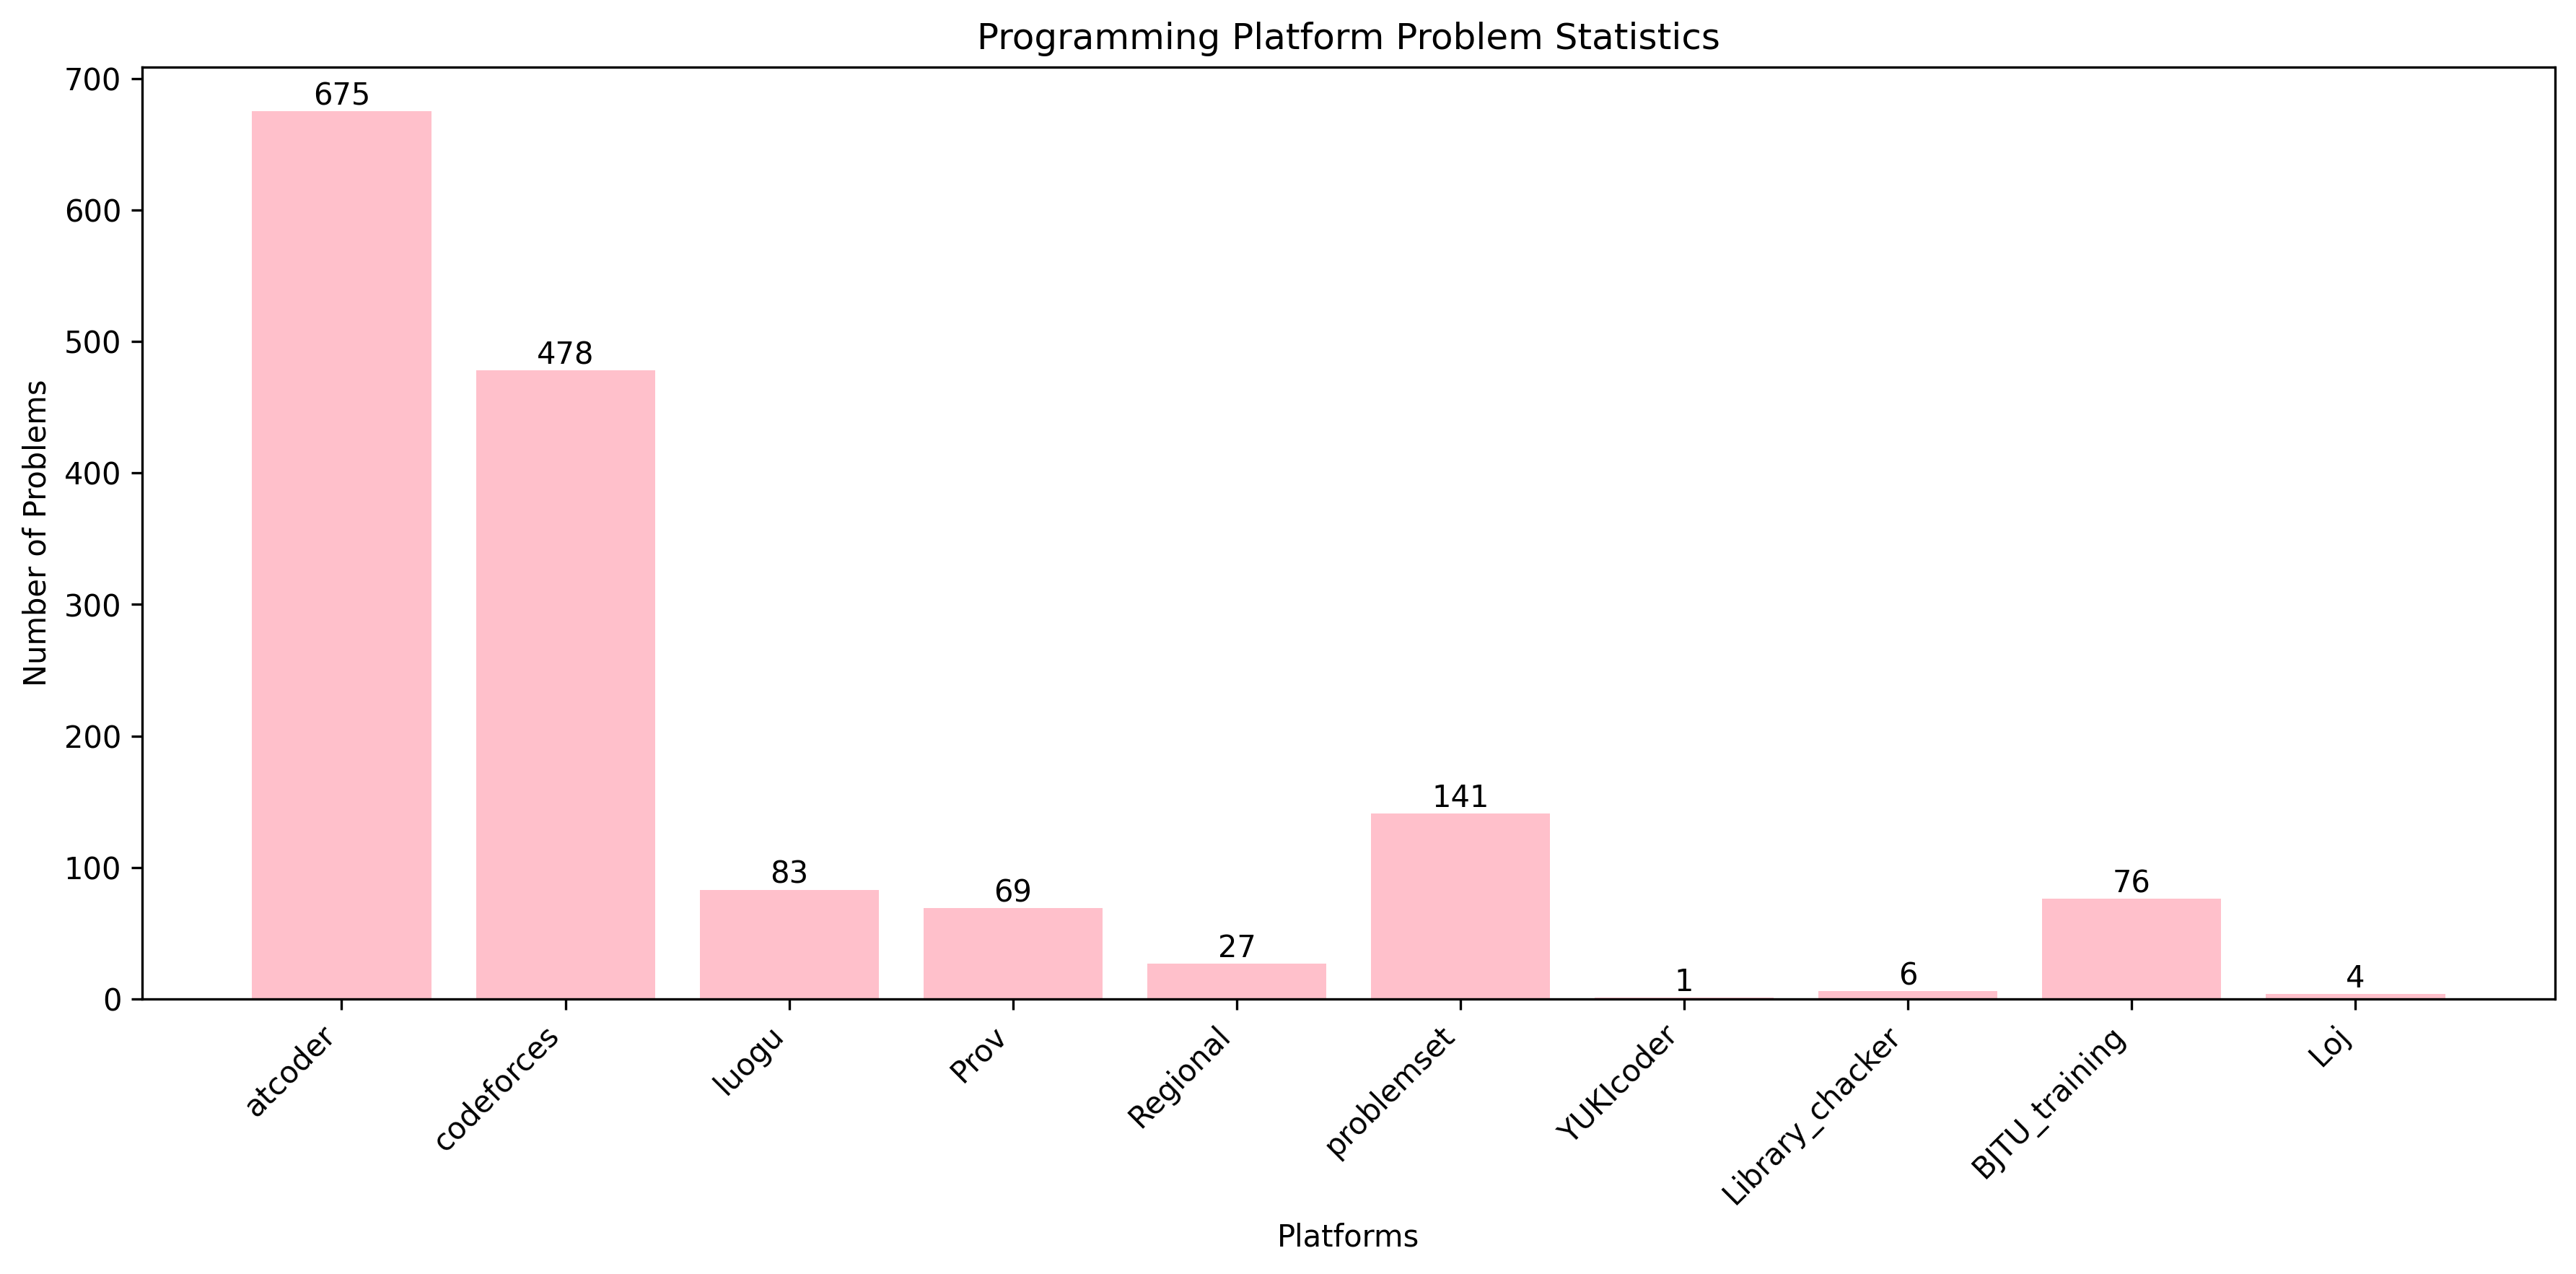 Programming Platform Problem Statistics
Number of Problems
700
600
500
400
300
200
100
0
675
478
83
69
27
141
1
6
76
4
atcoder
codeforces
luogu
Prov
Regional
problemset
YUKIcoder
Library_chacker
BJTU_training
Loj
Platforms